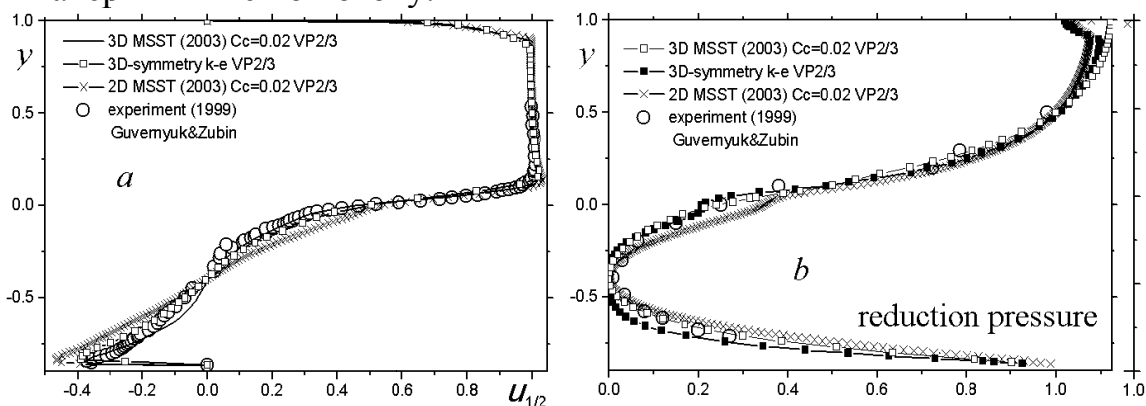 y
1.0
0.5
0.0
-0.5
3D MSST (2003) Cc=0.02 VP2/3
3D-symmetry k-e VP2/3
2D MSST (2003) Cc=0.02 VP2/3
experiment (1999)
Guvernyuk&Zubin
a
-0.4 -0.2 0.0 0.2 0.4 0.6 0.8 1.0
u1/2
y
1.0
0.5
0.0
-0.5
3D MSST (2003) Cc=0.02 VP2/3
3D-symmetry k-e VP2/3
2D MSST (2003) Cc=0.02 VP2/3
experiment (1999)
Guvernyuk&Zubin
b
reduction pressure
0.0 0.2 0.4 0.6 0.8 1.0 1.0